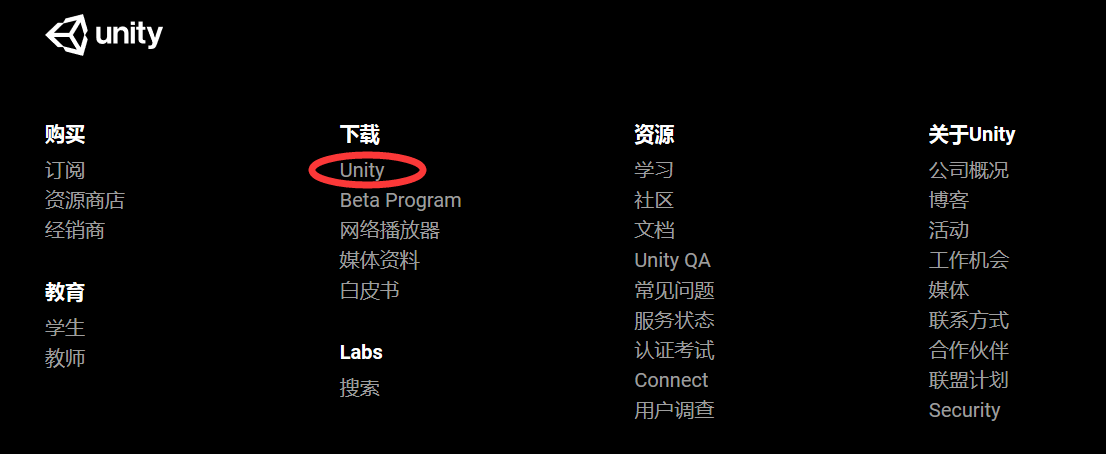 unity
购买
订阅
资源商店
经销商
教育
学生
教师
下载
Unity
Beta Program
网络播放器
媒体资料
白皮书
Labs
搜索
资源
学习
社区
文档
Unity QA
常见问题
服务状态
认证考试
Connect
用户调查
关于Unity
公司概况
博客
活动
工作机会
媒体
联系方式
合作伙伴
联盟计划
Security